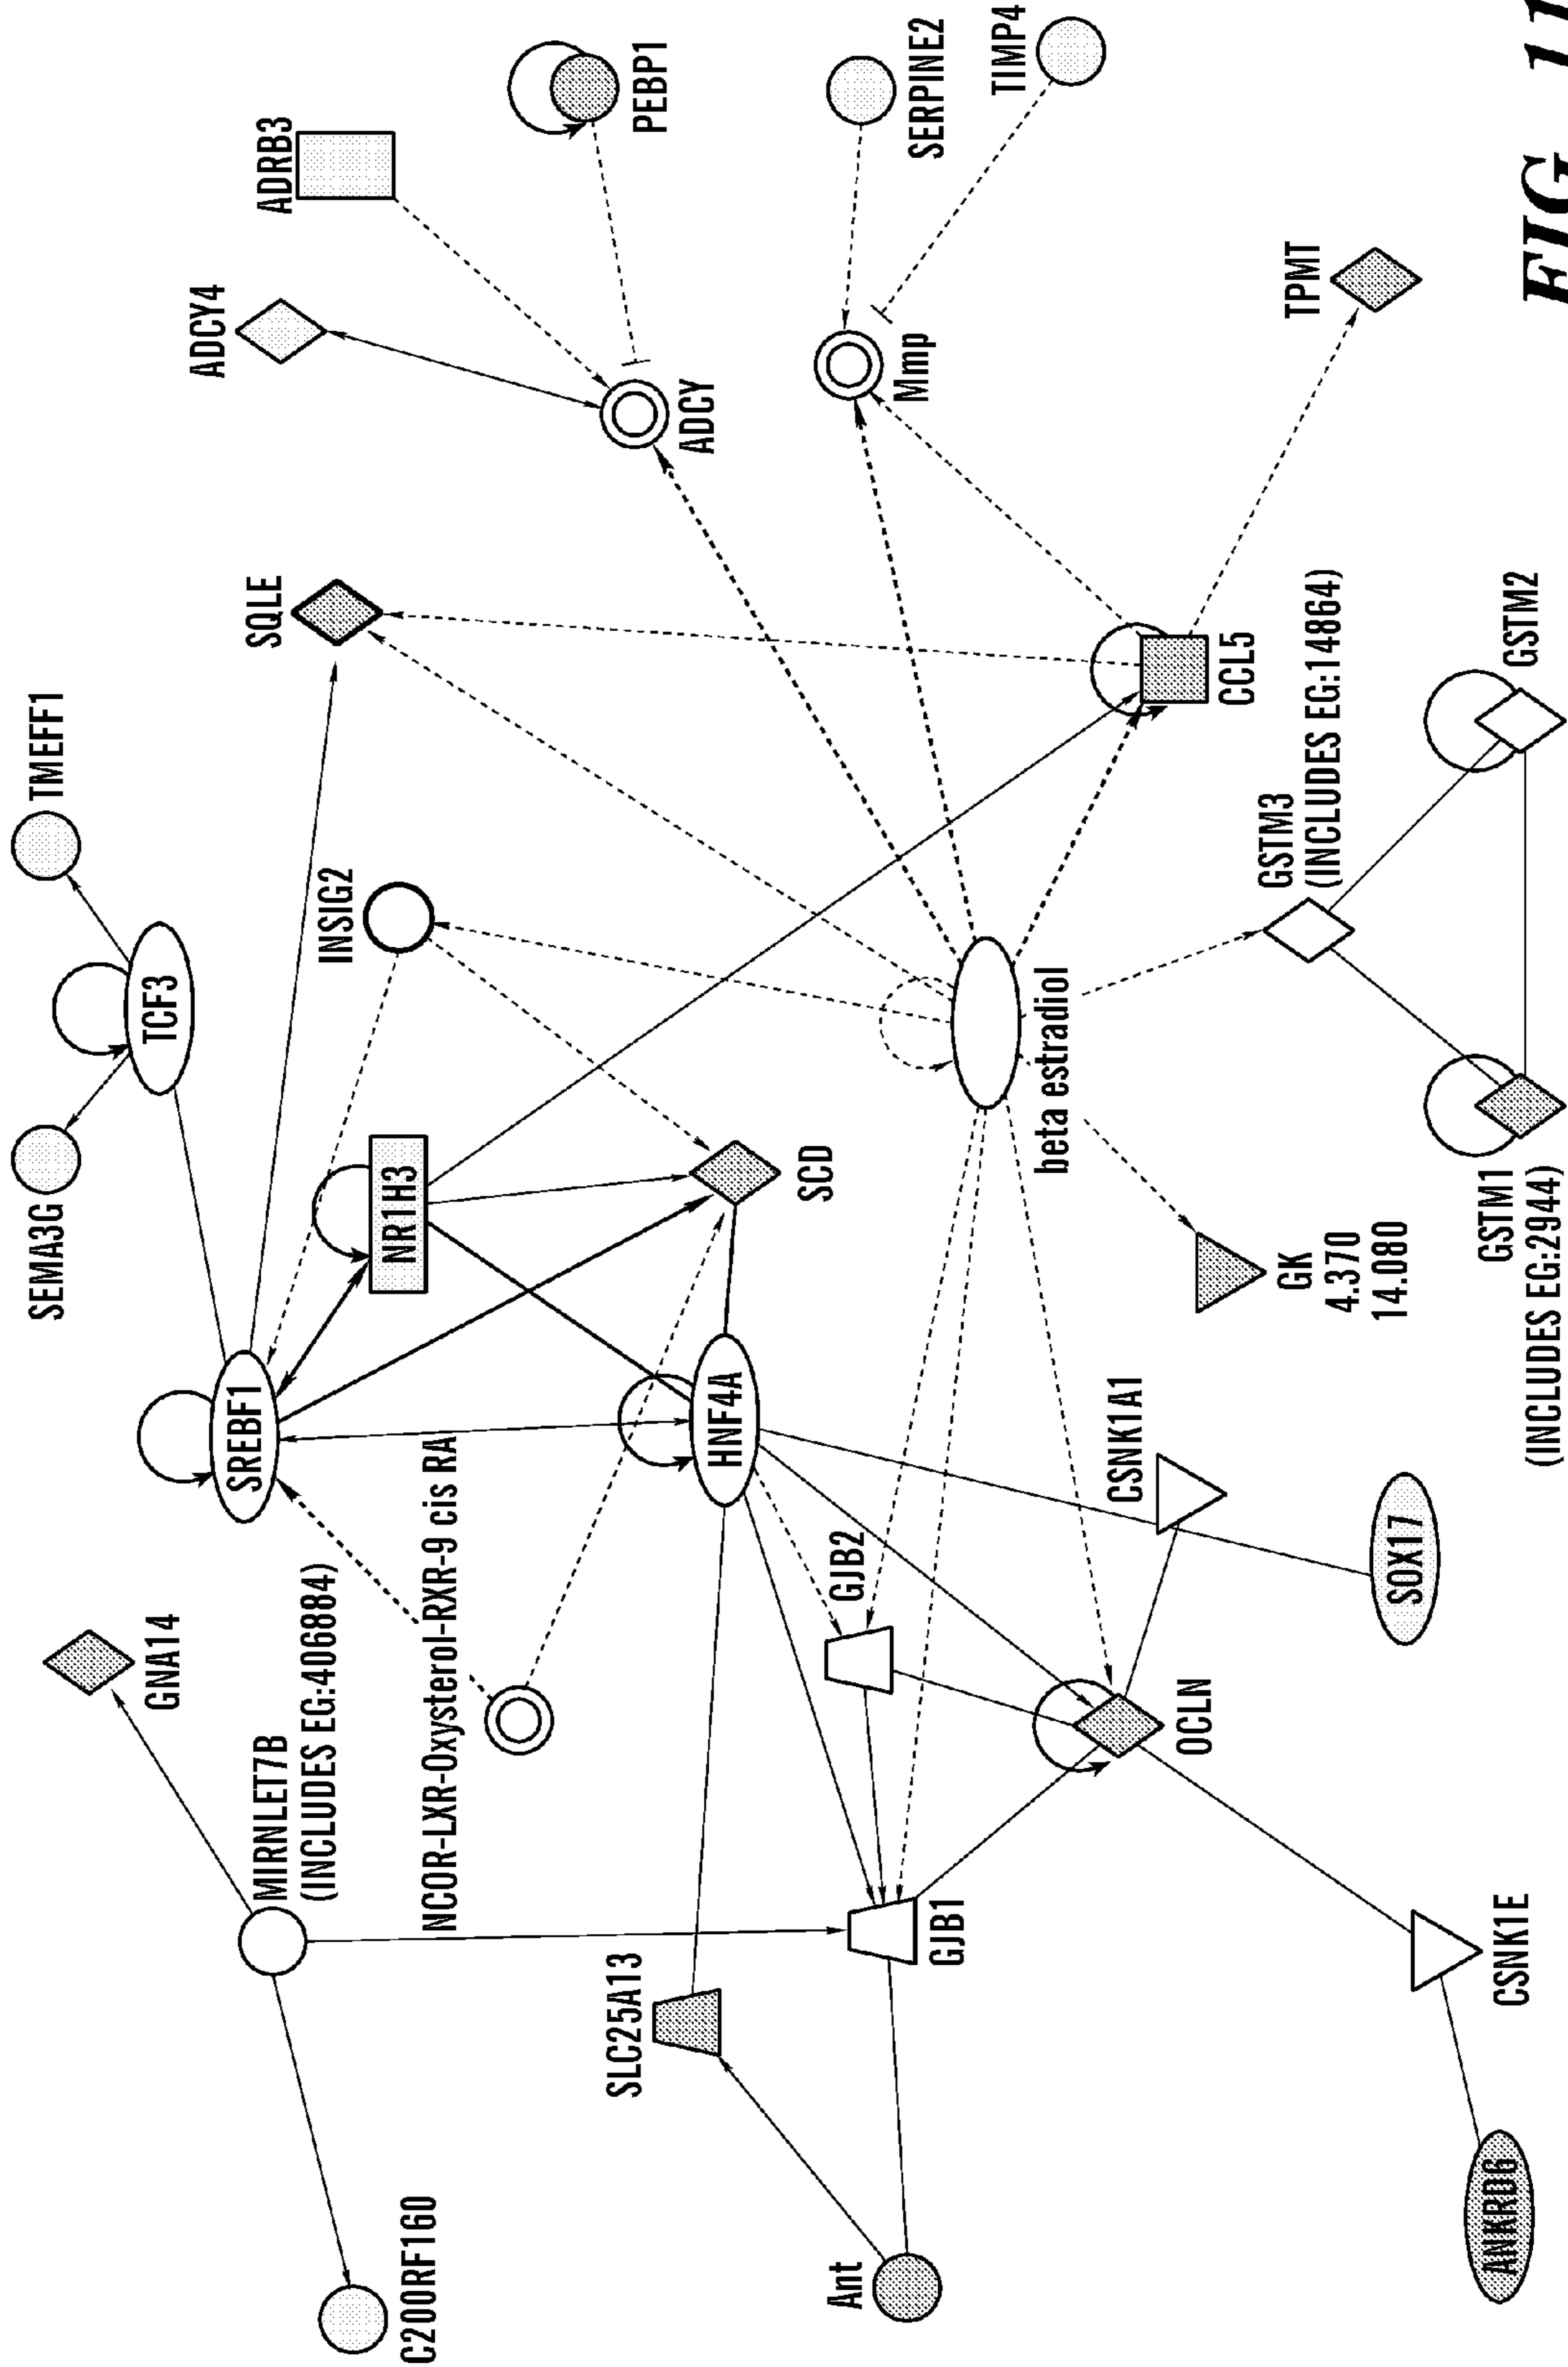 SEMA3G
TMEFF1
TCF3
GNA14
ADCY4
SREBF1
SQLE
ADRB3
MIRNLET7B
(INCLUDES EG:406884)
INSIG2
NR1H3
C20ORF160
NCOR-LXR-Oxysterol-RXR-9 cis RA
SLC25A13
PEBP1
ADCY
HNF4A
SCD
Ant
GJB2
Mmp
SERPINE2
GJB1
TIMP4
beta estradiol
CSNK1A1
OCLN
CCL5
GSTM3
(INCLUDES EG:14864)
GK
4.370
14.080
TPMT
SOX17
ANKRD6
CSNK1E
GSTM1
(INCLUDES EG:2944)
GSTM2
FIG. 11